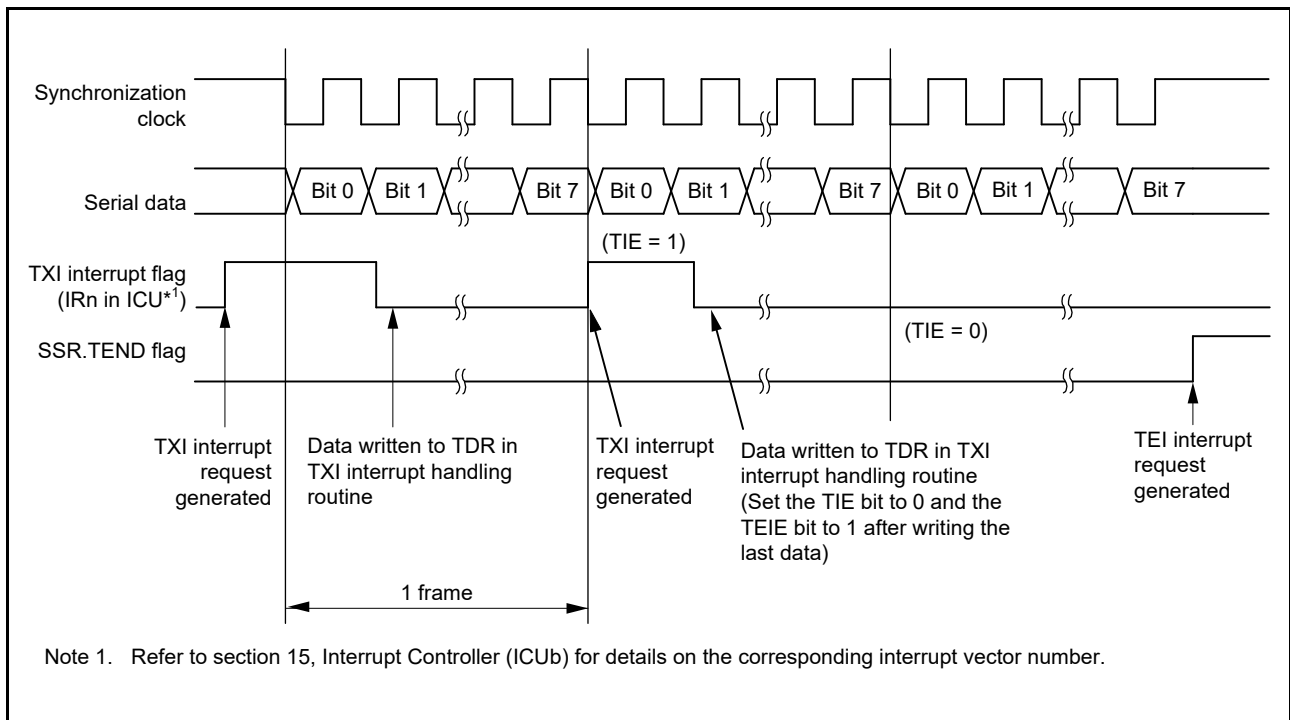 Synchronization
clock
Serial data
Bit 0 Bit 1 Bit 7 Bit 0 Bit 1 Bit 7 Bit 0 Bit 1 Bit 7
(TIE = 1)
TXI interrupt flag
(IRn in ICU*1)
(TIE = 0)
SSR.TEND flag
TXI interrupt
request
generated
Data written to TDR in
TXI interrupt handling
routine
TXI interrupt
request
generated
Data written to TDR in TXI
interrupt handling routine
(Set the TIE bit to 0 and the
TEIE bit to 1 after writing the
last data)
TEI interrupt
request
generated
1 frame
Note 1. Refer to section 15, Interrupt Controller (ICUb) for details on the corresponding interrupt vector number.